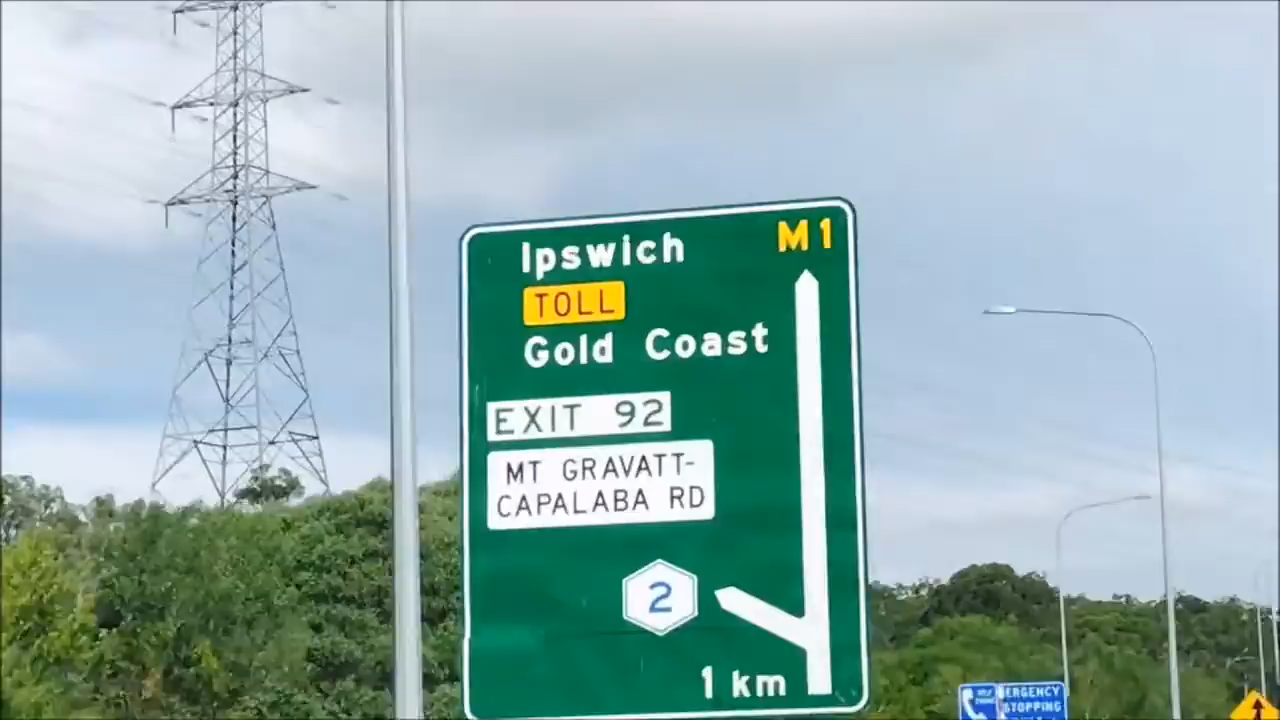 Ipswich
M1
TOLL
Gold Coast
EXIT 92
MT GRAVATT-
CAPALABA RD
2
1 km
ERGENCY
STOPPING